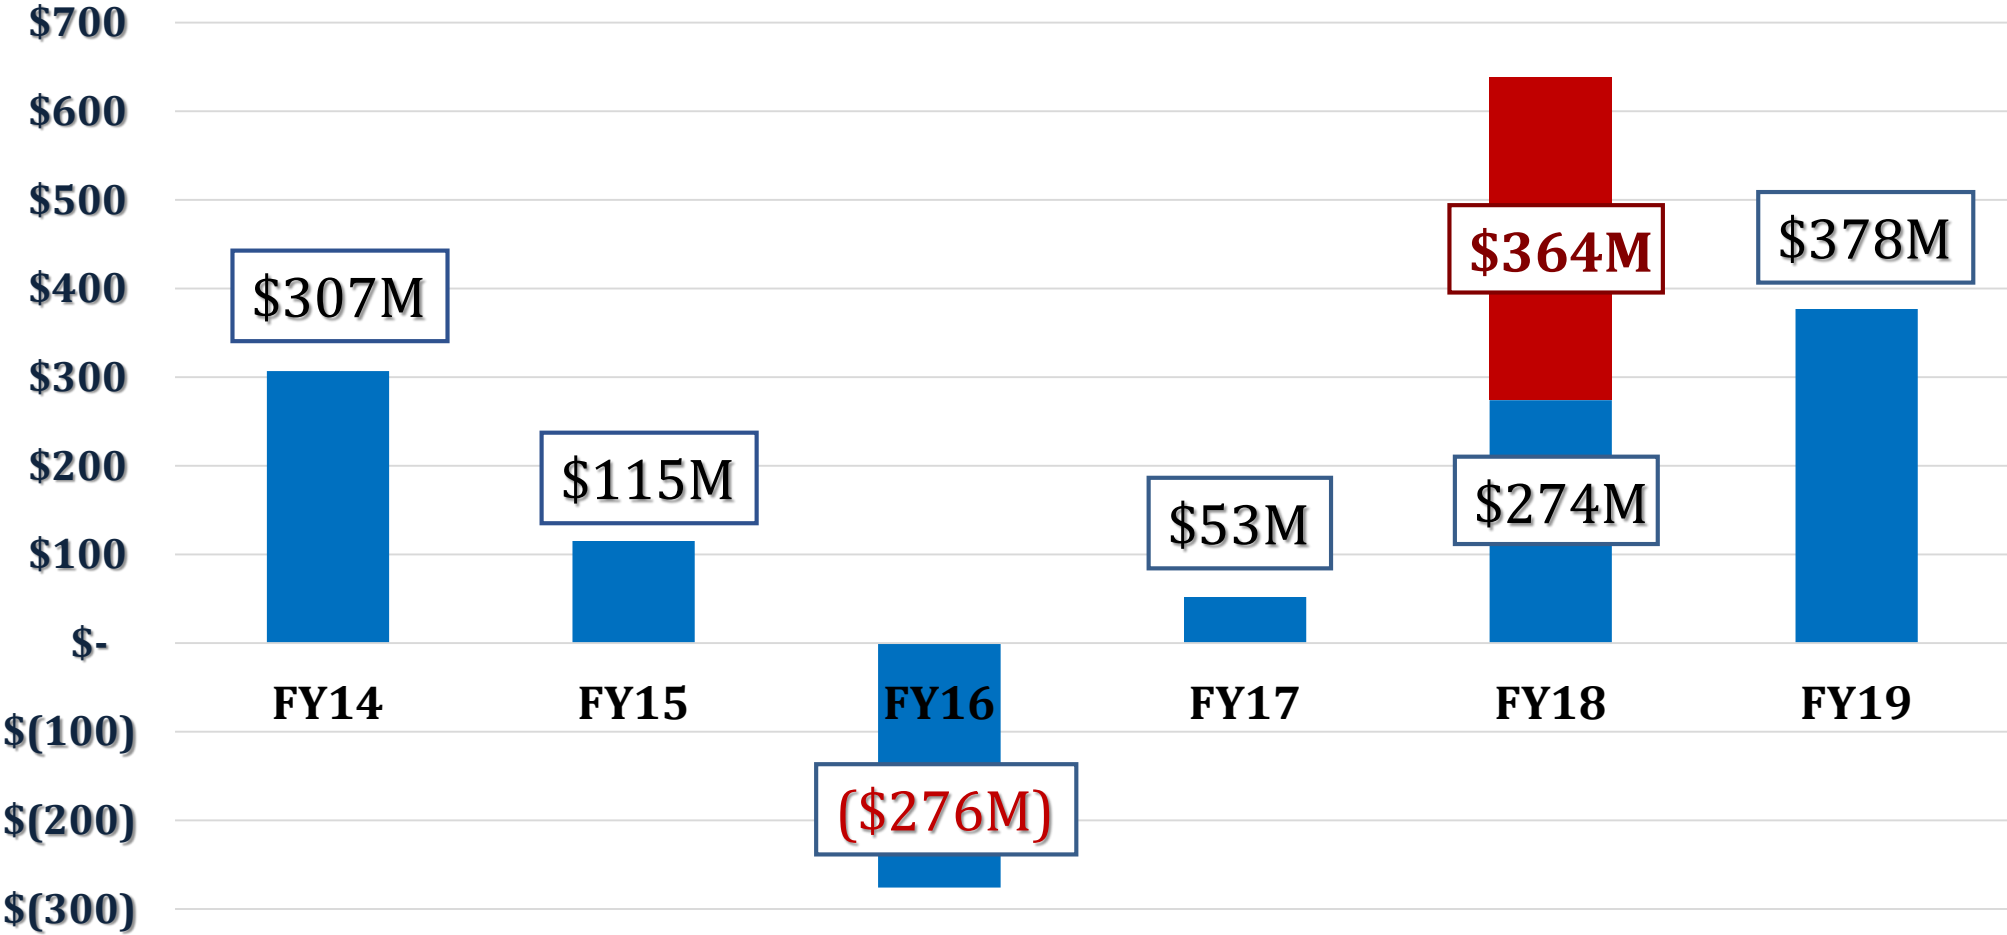 $700
$600
$500
$400
$300
$200
$100
$-
$(100)
$(200)
$(300)
$307M
$115M
($276M)
$53M
$364M
$274M
$378M
FY14
FY15
FY16
FY17
FY18
FY19